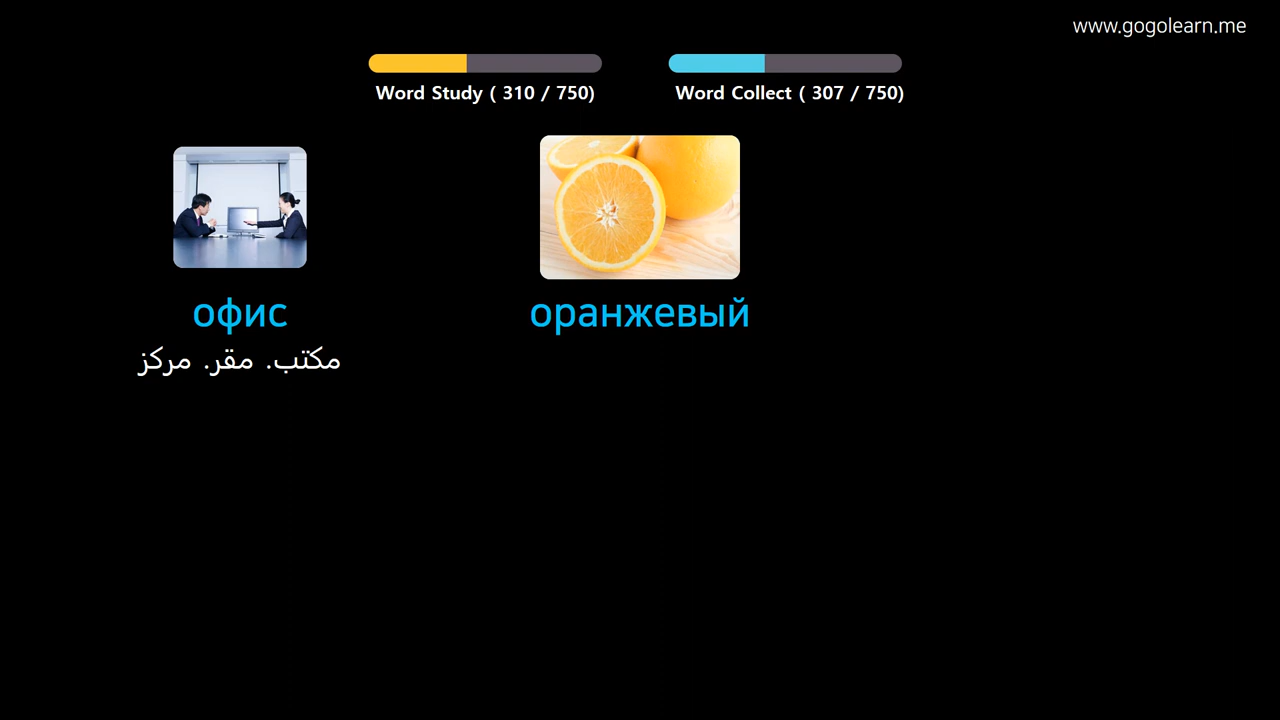 www.gogolearn.me
Word Study ( 310 / 750)
Word Collect ( 307 / 750)
офис
оранжевый
مكتب. مقر. مركز